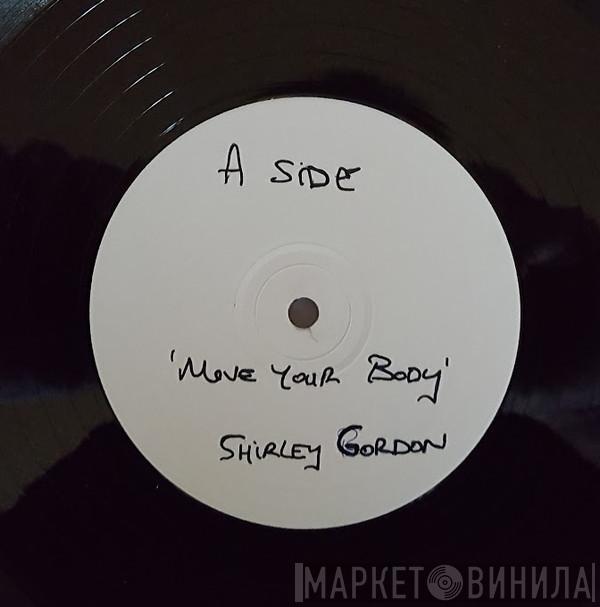 A SiDE
'MOVE YOUR BODY'
SHiRLEY GORDON
МАРКЕТ ВИНИЛА